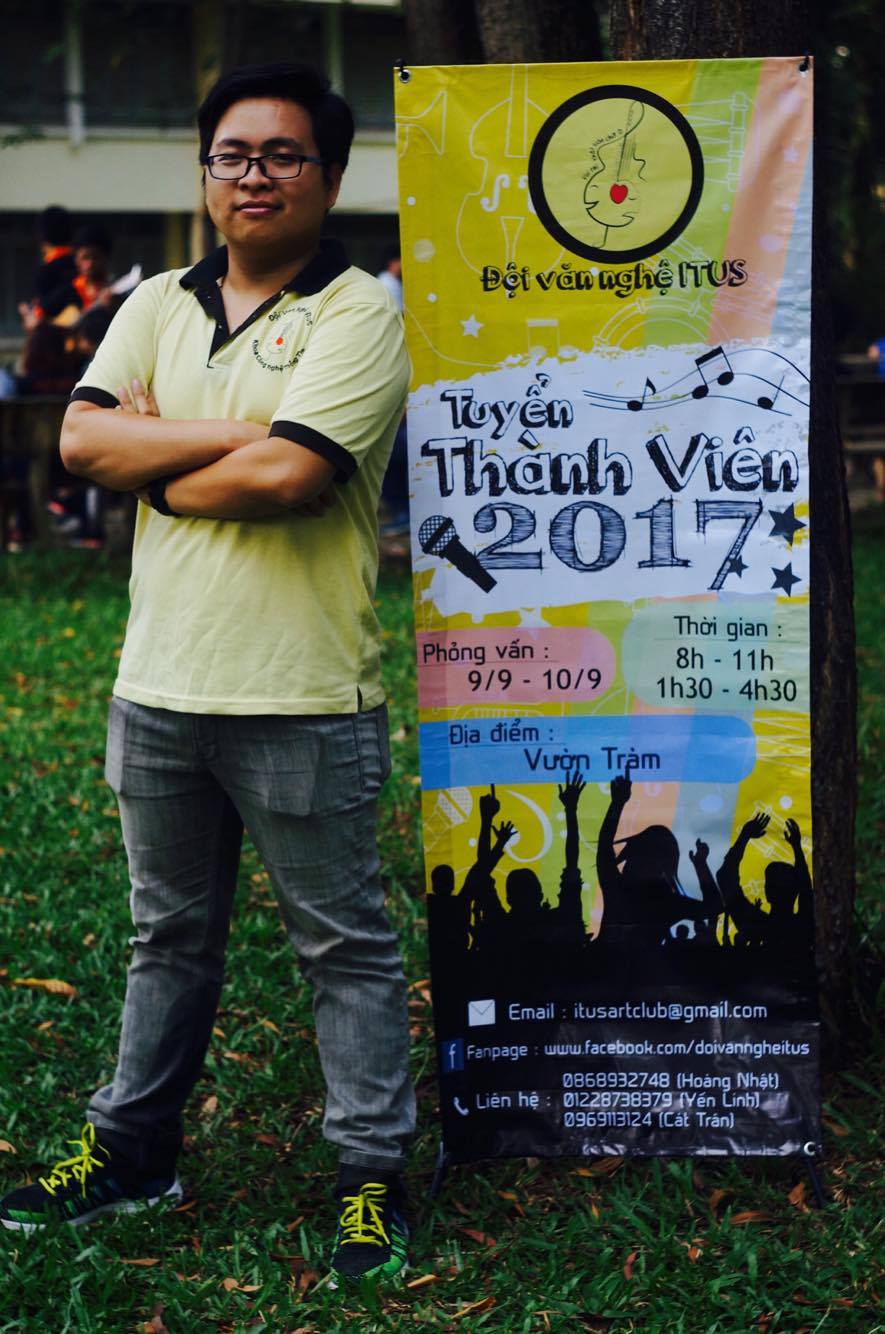 Đội văn nghệ ITUS
Tuyển
Thành Viên
2017
Phỏng vấn :
9/9 - 10/9
Thời gian :
8h - 11h
1h30 - 4h30
Địa điểm :
Vườn Tràm
Email : itusartclub@gmail.com
Fanpage : www.facebook.com/doivanngheitus
Liên hệ :
0868932748 (Hoàng Nhật)
01228738379 (Yến Linh)
0969113124 (Cát Trân)